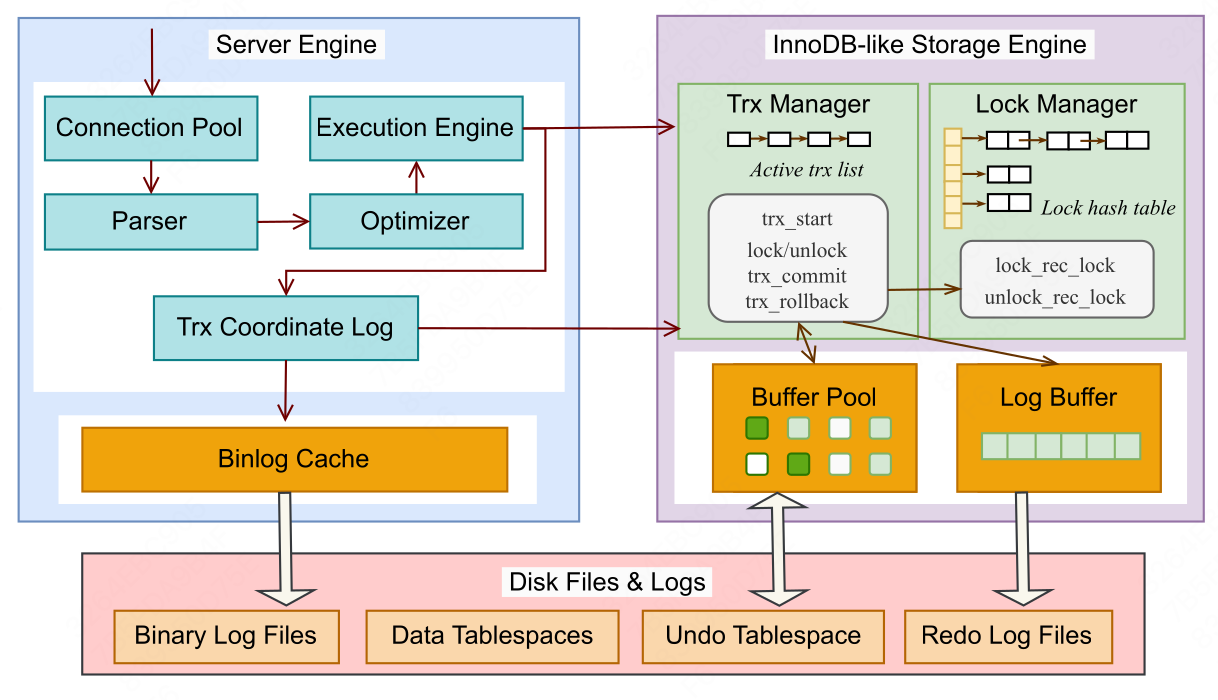 Server Engine
Connection Pool
Execution Engine
Parser
Optimizer
Trx Coordinate Log
Binlog Cache
InnoDB-like Storage Engine
Trx Manager
Active trx list
trx_start
lock/unlock
trx_commit
trx_rollback
Lock Manager
Lock hash table
lock_rec_lock
unlock_rec_lock
Buffer Pool
Log Buffer
Disk Files & Logs
Binary Log Files
Data Tablespaces
Undo Tablespace
Redo Log Files